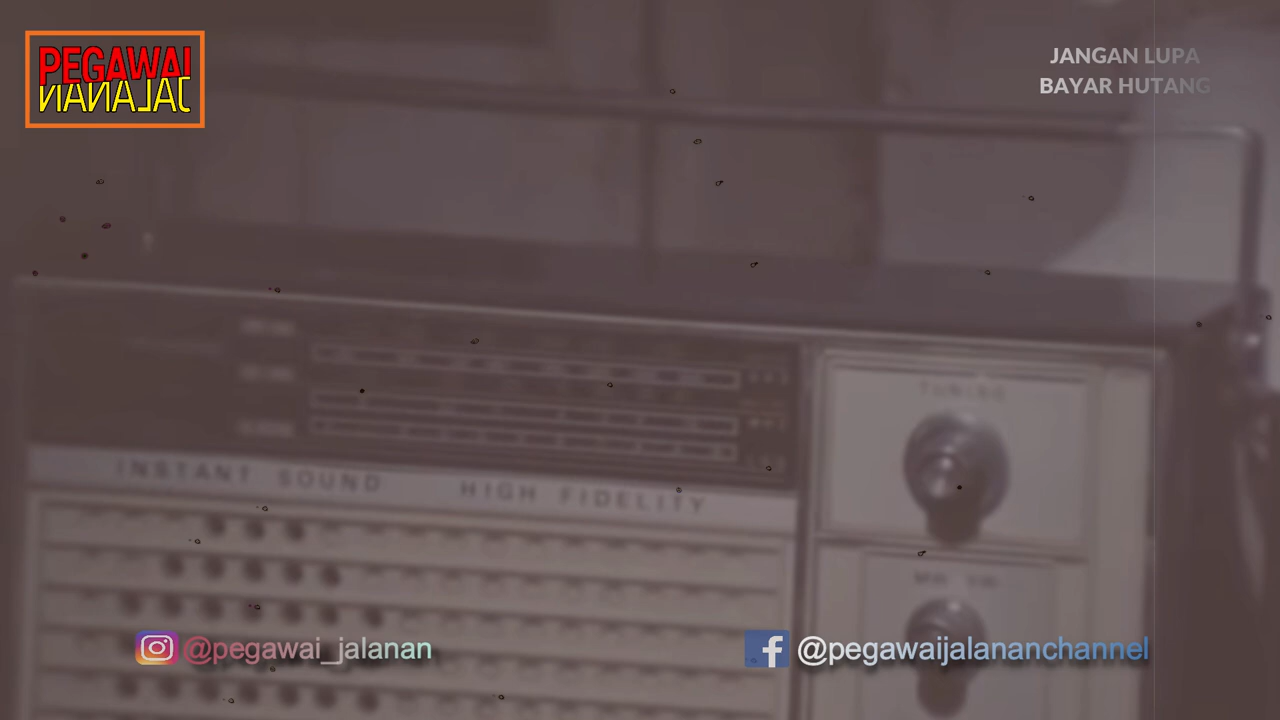 PEGAWAI
JALANAN
JANGAN LUPA
BAYAR HUTANG
TUNING
INSTANT SOUND HIGH FIDELITY
@pegawai_jalanan
@pegawaijalananchannel